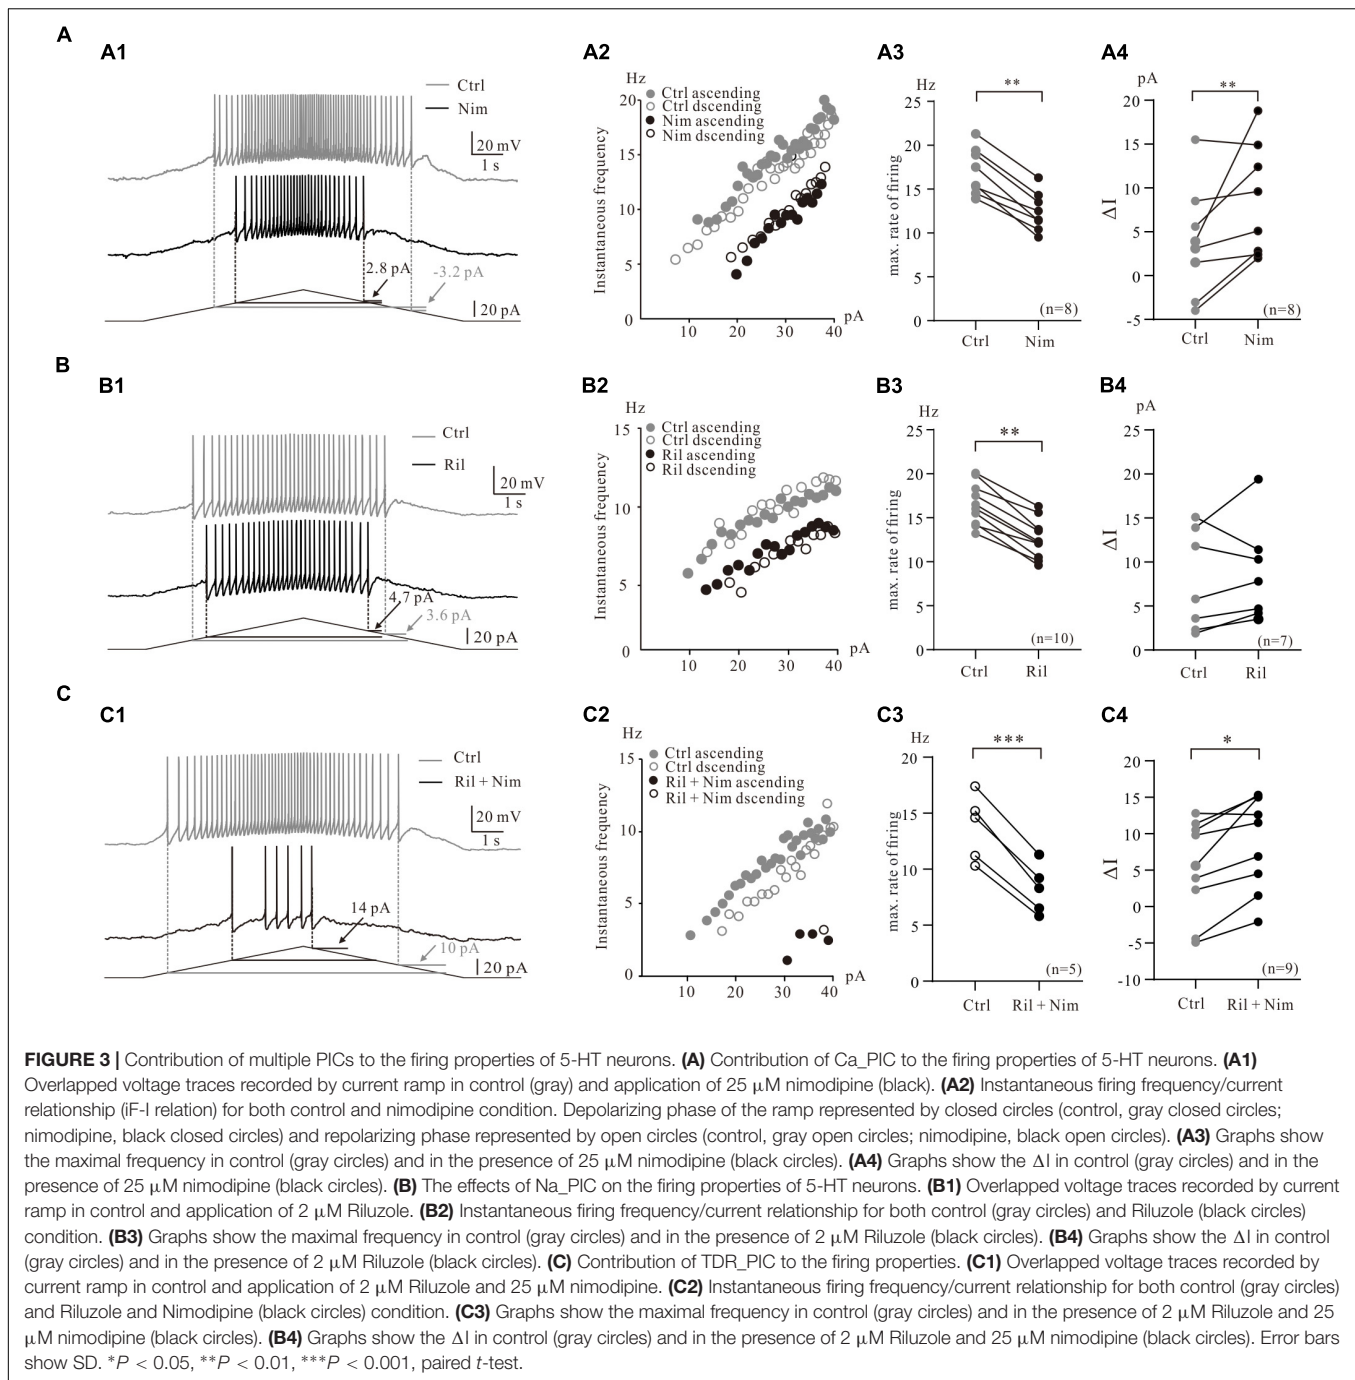 A
A1
Ctrl
Nim
20 mV
1 s
2.8 pA
-3.2 pA
20 pA
A2
Hz
Ctrl ascending
Ctrl dscending
Nim ascending
Nim dscending
Instantaneous frequency
20
15
10
5
0
10 20 30 40
pA
A3
Hz
**
max. rate of firing
25
20
15
10
5
0
(n=8)
Ctrl Nim
A4
pA
**
ΔI
20
15
10
5
0
-5
(n=8)
Ctrl Nim
B
B1
Ctrl
Ril
20 mV
1 s
4.7 pA
3.6 pA
20 pA
B2
Hz
Ctrl ascending
Ctrl dscending
Ril ascending
Ril dscending
Instantaneous frequency
15
10
5
0
10 20 30 40
pA
B3
Hz
**
max. rate of firing
25
20
15
10
5
0
(n=10)
Ctrl Ril
B4
pA
ΔI
25
20
15
10
5
0
(n=7)
Ctrl Ril
C
C1
Ctrl
Ril + Nim
20 mV
1 s
14 pA
10 pA
20 pA
C2
Hz
Ctrl ascending
Ctrl dscending
Ril + Nim ascending
Ril + Nim dscending
Instantaneous frequency
15
10
5
0
10 20 30 40
pA
C3
Hz
***
max. rate of firing
20
15
10
5
0
(n=5)
Ctrl Ril + Nim
C4
*
ΔI
20
15
10
5
0
-5
-10
(n=9)
Ctrl Ril + Nim
FIGURE 3 | Contribution of multiple PICs to the firing properties of 5-HT neurons. (A) Contribution of Ca_PIC to the firing properties of 5-HT neurons. (A1)
Overlapped voltage traces recorded by current ramp in control (gray) and application of 25 μM nimodipine (black). (A2) Instantaneous firing frequency/current
relationship (iF-I relation) for both control and nimodipine condition. Depolarizing phase of the ramp represented by closed circles (control, gray closed circles;
nimodipine, black closed circles) and repolarizing phase represented by open circles (control, gray open circles; nimodipine, black open circles). (A3) Graphs show
the maximal frequency in control (gray circles) and in the presence of 25 μM nimodipine (black circles). (A4) Graphs show the ΔI in control (gray circles) and in the
presence of 25 μM nimodipine (black circles). (B) The effects of Na_PIC on the firing properties of 5-HT neurons. (B1) Overlapped voltage traces recorded by current
ramp in control and application of 2 μM Riluzole. (B2) Instantaneous firing frequency/current relationship for both control (gray circles) and Riluzole (black circles)
condition. (B3) Graphs show the maximal frequency in control (gray circles) and in the presence of 2 μM Riluzole (black circles). (B4) Graphs show the ΔI in control
(gray circles) and in the presence of 2 μM Riluzole (black circles). (C) Contribution of TDR_PIC to the firing properties. (C1) Overlapped voltage traces recorded by
current ramp in control and application of 2 μM Riluzole and 25 μM nimodipine. (C2) Instantaneous firing frequency/current relationship for both control (gray circles)
and Riluzole and Nimodipine (black circles) condition. (C3) Graphs show the maximal frequency in control (gray circles) and in the presence of 2 μM Riluzole and 25
μM nimodipine (black circles). (B4) Graphs show the ΔI in control (gray circles) and in the presence of 2 μM Riluzole and 25 μM nimodipine (black circles). Error bars
show SD. *P < 0.05, **P < 0.01, ***P < 0.001, paired t-test.